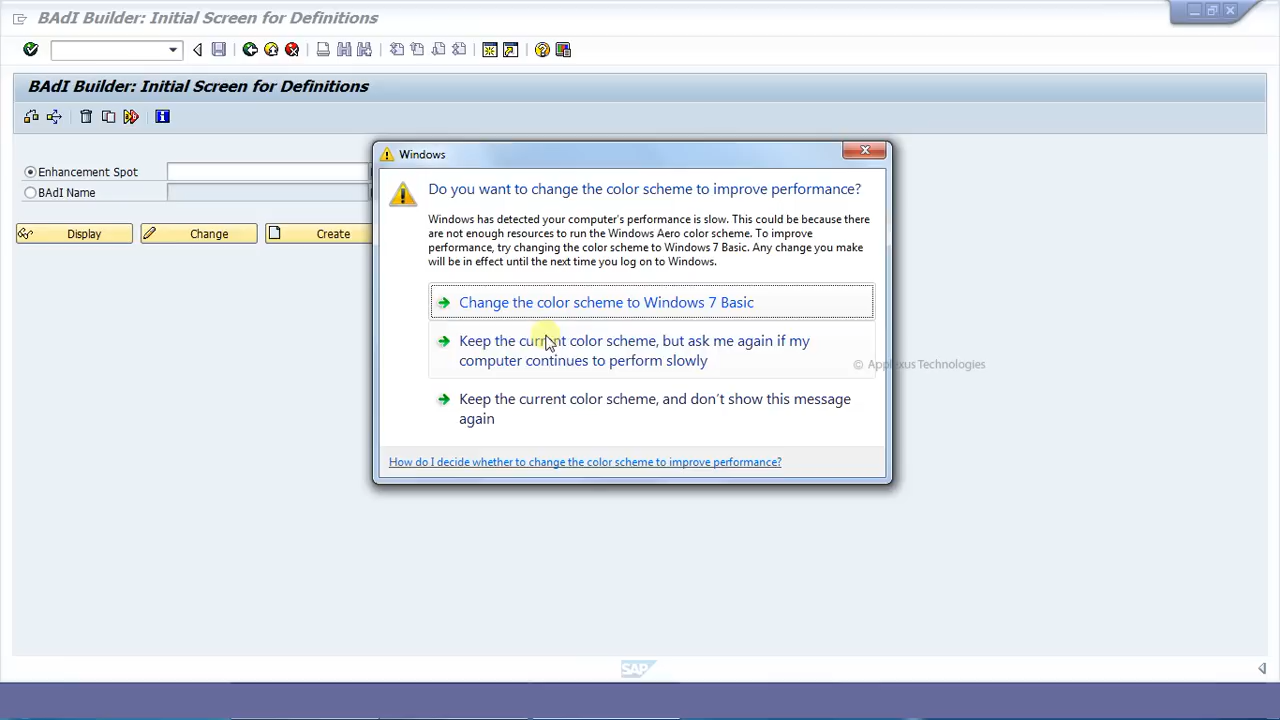 BAdI Builder: Initial Screen for Definitions
BAdI Builder: Initial Screen for Definitions
Enhancement Spot
BAdI Name
Display
Change
Create
Windows
Do you want to change the color scheme to improve performance?
Windows has detected your computer's performance is slow. This could be because there
are not enough resources to run the Windows Aero color scheme. To improve
performance, try changing the color scheme to Windows 7 Basic. Any change you make
will be in effect until the next time you log on to Windows.
Change the color scheme to Windows 7 Basic
Keep the current color scheme, but ask me again if my
computer continues to perform slowly
Keep the current color scheme, and don't show this message
again
How do I decide whether to change the color scheme to improve performance?
© Applexus Technologies
SAP